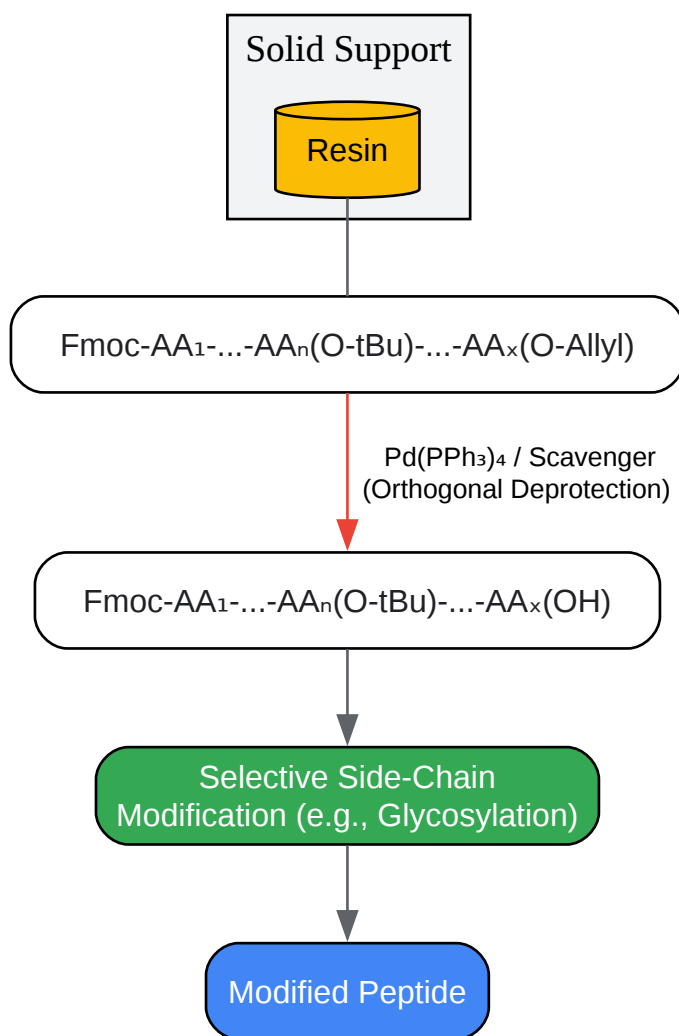 Solid Support
Resin
Fmoc-AA₁-...-AAₙ(O-tBu)-...-AAₓ(O-Allyl)
Pd(PPh₃)₄ / Scavenger
(Orthogonal Deprotection)
Fmoc-AA₁-...-AAₙ(O-tBu)-...-AAₓ(OH)
Selective Side-Chain
Modification (e.g., Glycosylation)
Modified Peptide